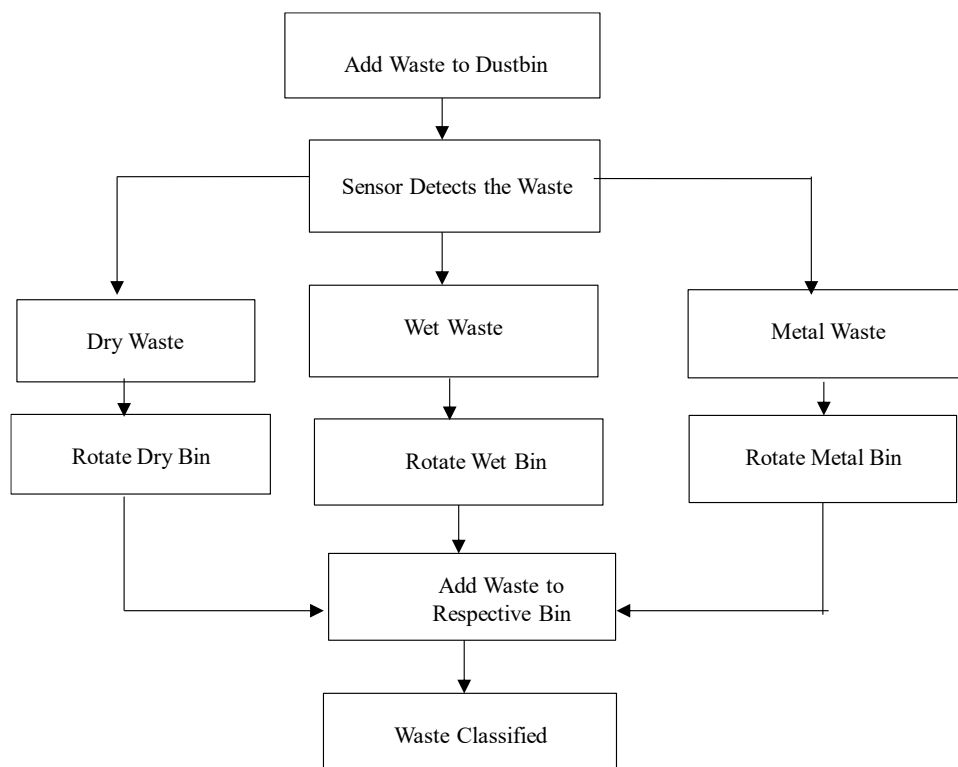 Add Waste to Dustbin
Sensor Detects the Waste
Dry Waste
Wet Waste
Metal Waste
Rotate Dry Bin
Rotate Wet Bin
Rotate Metal Bin
Add Waste to
Respective Bin
Waste Classified